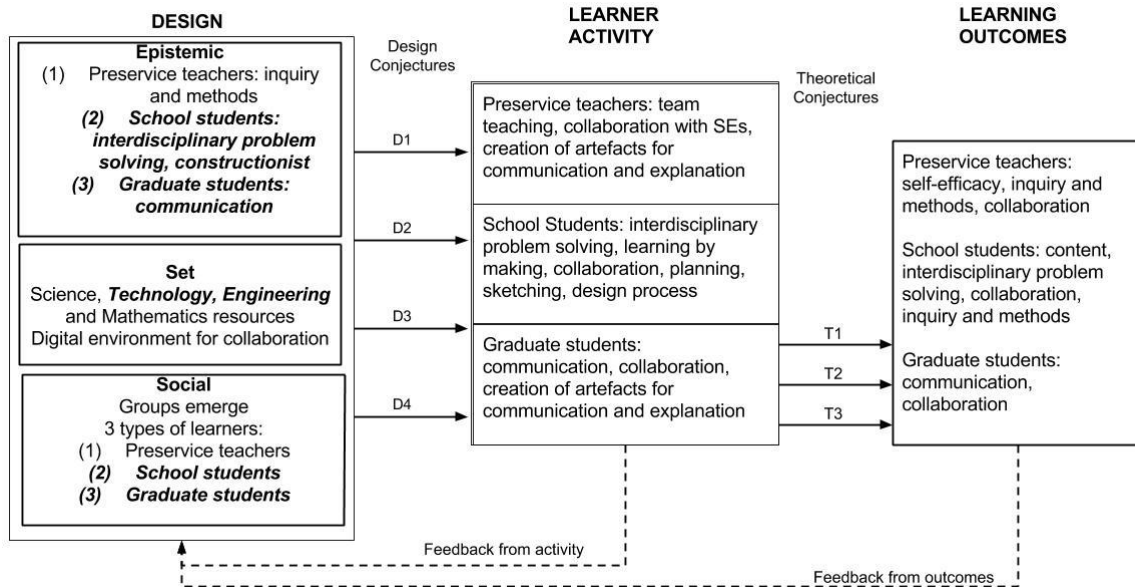 DESIGN
Epistemic
(1) Preservice teachers: inquiry
and methods
(2) School students:
interdisciplinary problem
solving, constructionist
(3) Graduate students:
communication
Set
Science, Technology, Engineering
and Mathematics resources
Digital environment for collaboration
Social
Groups emerge
3 types of learners:
(1) Preservice teachers
(2) School students
(3) Graduate students
Design
Conjectures
D1
D2
D3
D4
LEARNER
ACTIVITY
Preservice teachers: team
teaching, collaboration with SEs,
creation of artefacts for
communication and explanation
School Students: interdisciplinary
problem solving, learning by
making, collaboration, planning,
sketching, design process
Graduate students:
communication, collaboration,
creation of artefacts for
communication and explanation
Theoretical
Conjectures
T1
T2
T3
LEARNING
OUTCOMES
Preservice teachers:
self-efficacy, inquiry and
methods, collaboration
School students: content,
interdisciplinary problem
solving, collaboration,
inquiry and methods
Graduate students:
communication,
collaboration
Feedback from activity
Feedback from outcomes